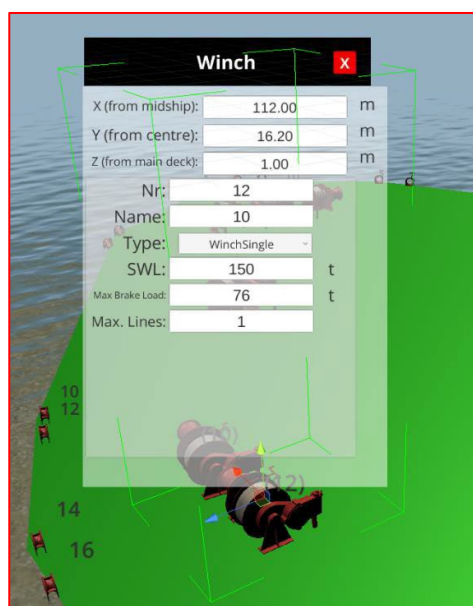 Winch X
X (from midship): 112.00 m
Y (from centre): 16.20 m
Z (from main deck): 1.00 m
Nr: 12
Name: 10
Type: WinchSingle
SWL: 150 t
Max Brake Load: 76 t
Max. Lines: 1
10
12
14
16